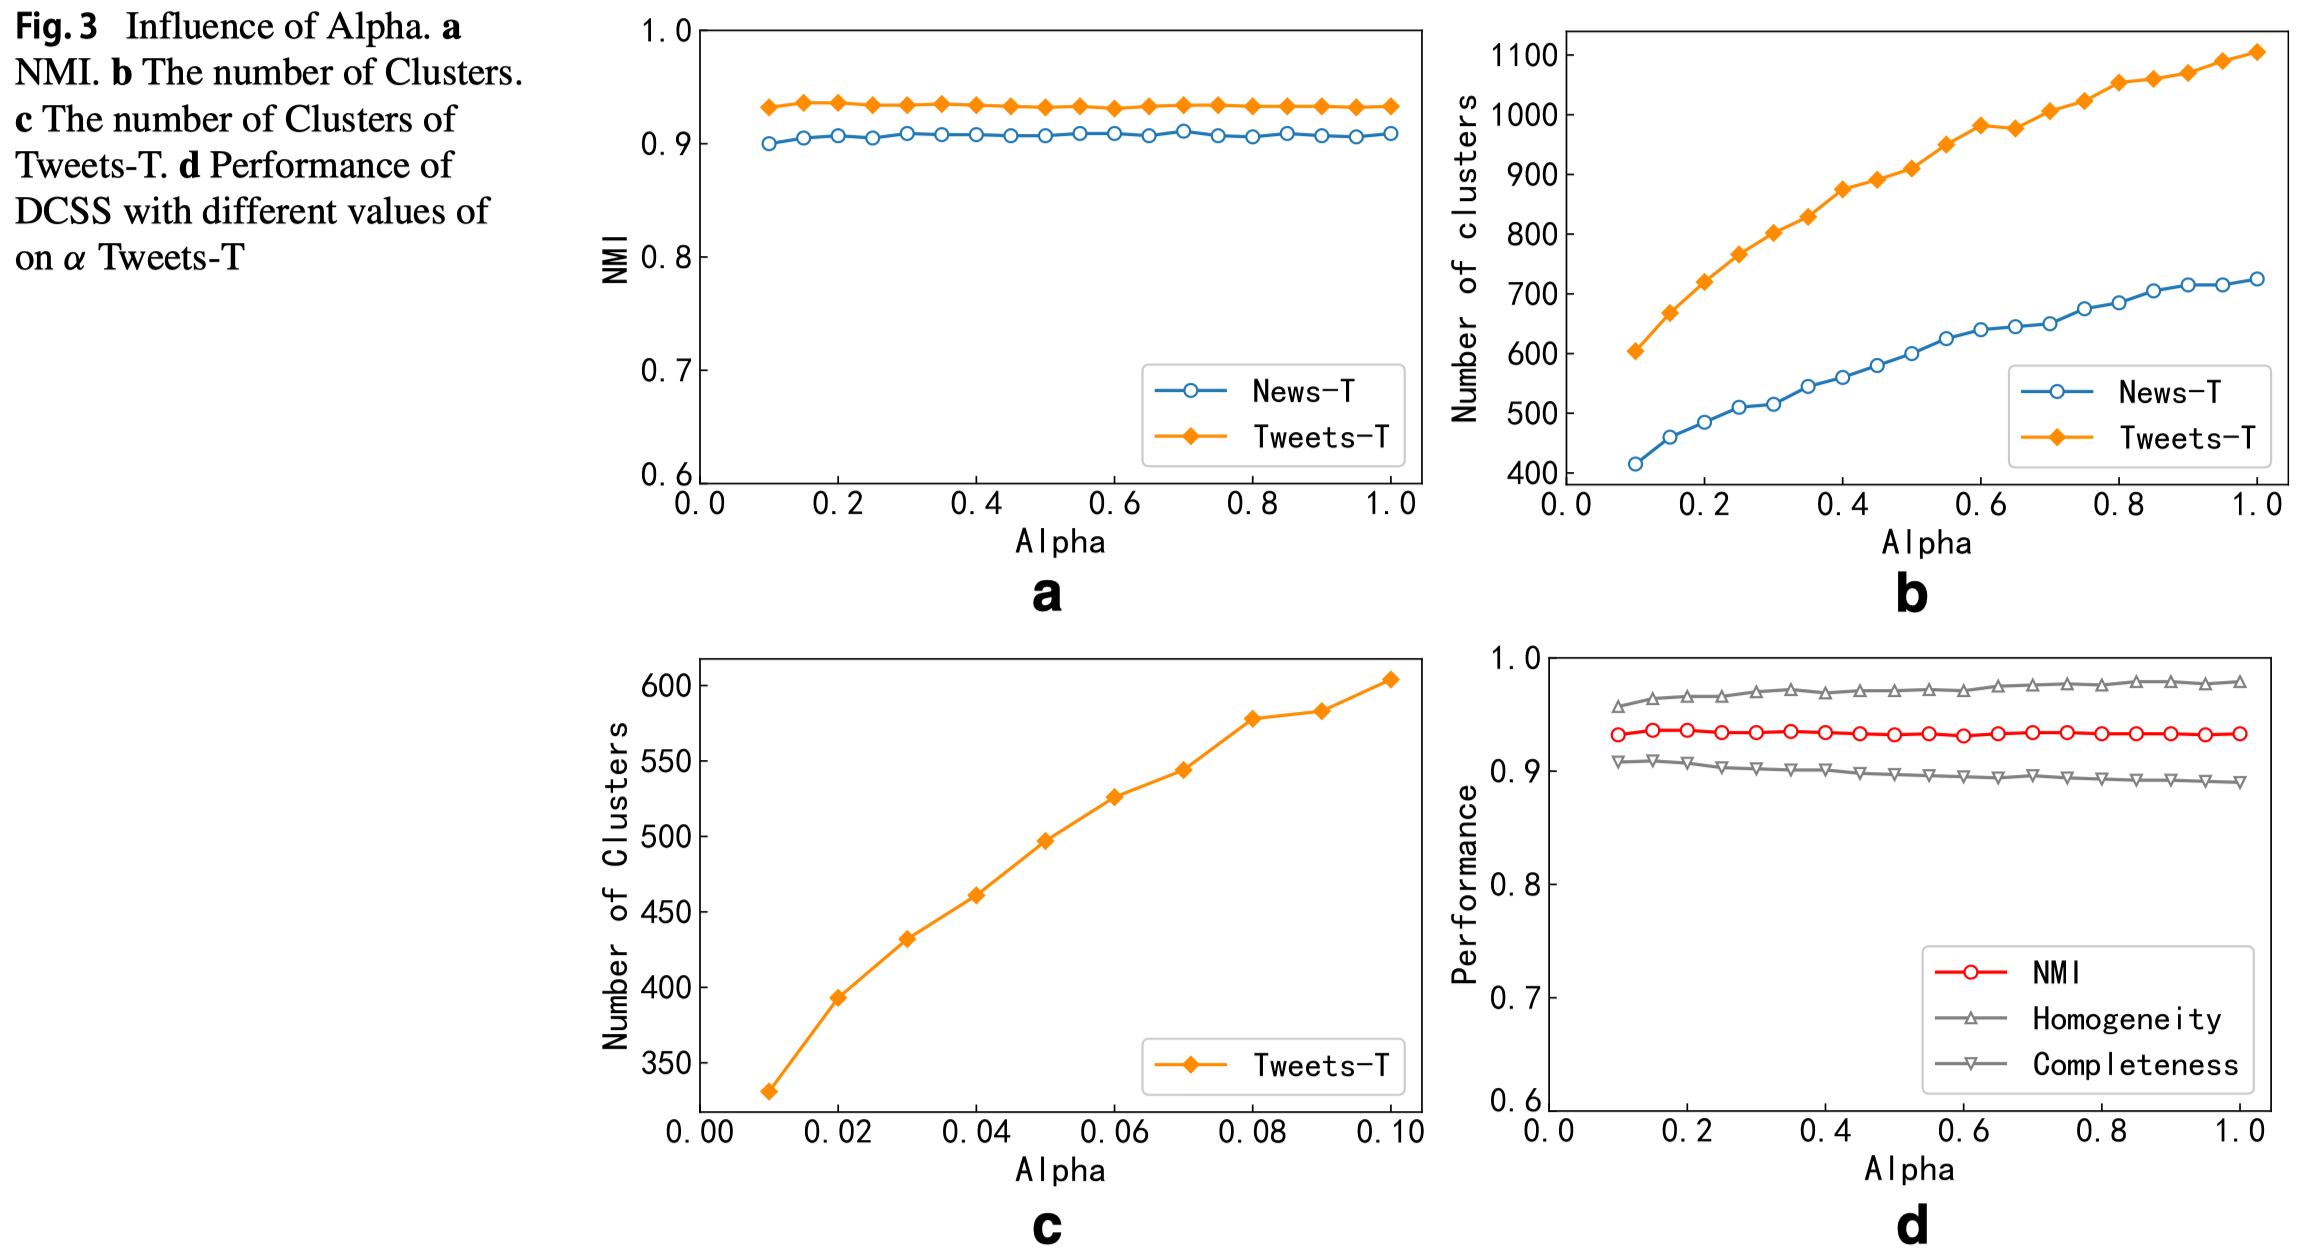 Fig. 3 Influence of Alpha. a
NMI. b The number of Clusters.
c The number of Clusters of
Tweets-T. d Performance of
DCSS with different values of
on α Tweets-T
1.0
0.9
0.8
0.7
0.6
NMI
News-T
Tweets-T
0.0 0.2 0.4 0.6 0.8 1.0
Alpha
a
1100
1000
900
800
700
600
500
400
Number of clusters
News-T
Tweets-T
0.0 0.2 0.4 0.6 0.8 1.0
Alpha
b
600
550
500
450
400
350
Number of Clusters
Tweets-T
0.00 0.02 0.04 0.06 0.08 0.10
Alpha
c
1.0
0.9
0.8
0.7
0.6
Performance
NMI
Homogeneity
Completeness
0.0 0.2 0.4 0.6 0.8 1.0
Alpha
d